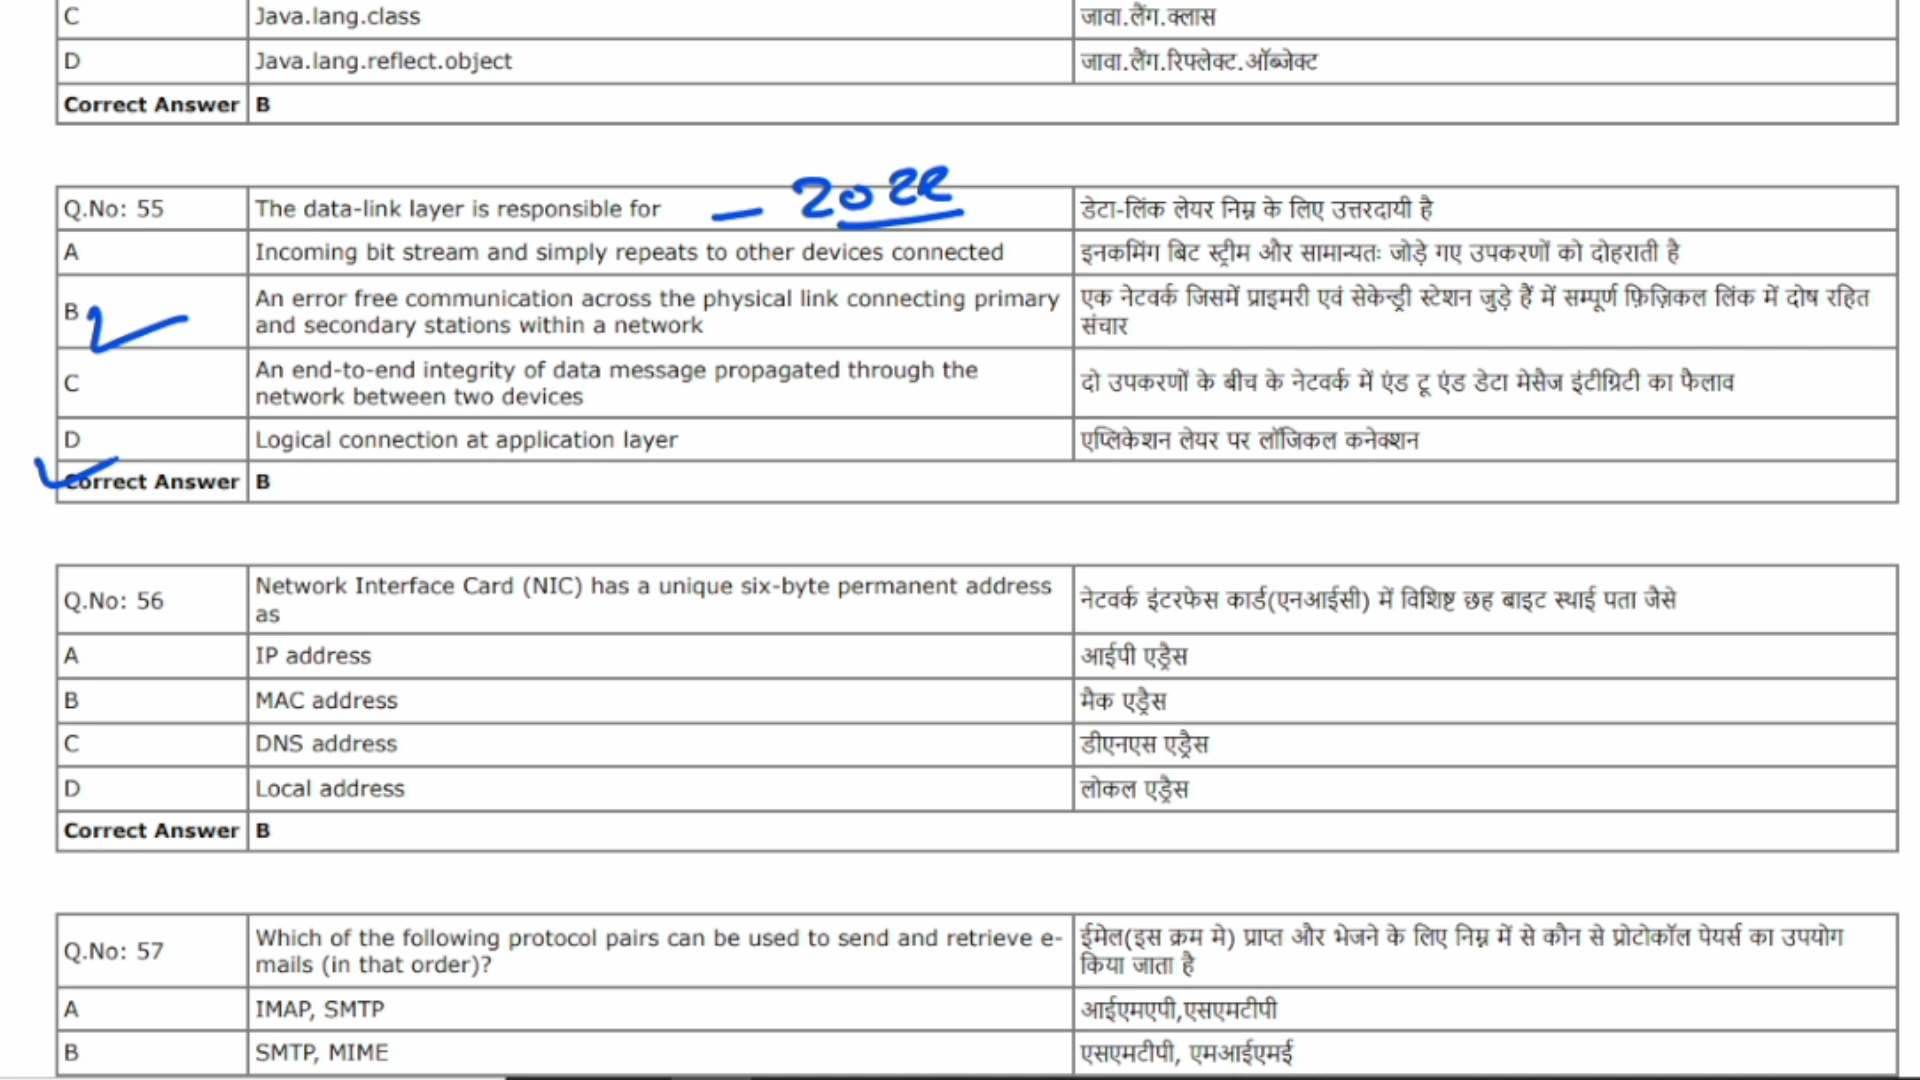 C Java.lang.class जावा.लैंग.क्लास
D Java.lang.reflect.object जावा.लैंग.रिफ्लेक्ट.ऑब्जेक्ट
Correct Answer B
Q.No: 55 The data-link layer is responsible for – 2022 डेटा-लिंक लेयर निम्न के लिए उत्तरदायी है
A Incoming bit stream and simply repeats to other devices connected इनकमिंग बिट स्ट्रीम और सामान्यतः जोड़े गए उपकरणों को दोहराती है
B An error free communication across the physical link connecting primary
and secondary stations within a network
एक नेटवर्क जिसमें प्राइमरी एवं सेकेन्ड्री स्टेशन जुड़े हैं में सम्पूर्ण फ़िज़िकल लिंक में दोष रहित
संचार
C An end-to-end integrity of data message propagated through the
network between two devices
दो उपकरणों के बीच के नेटवर्क में एंड टू एंड डेटा मेसैज इंटीग्रिटी का फैलाव
D Logical connection at application layer एप्लिकेशन लेयर पर लॉजिकल कनेक्शन
Correct Answer B
Q.No: 56 Network Interface Card (NIC) has a unique six-byte permanent address
as
नेटवर्क इंटरफेस कार्ड(एनआईसी) में विशिष्ट छह बाइट स्थाई पता जैसे
A IP address आईपी एड्रैस
B MAC address मैक एड्रैस
C DNS address डीएनएस एड्रैस
D Local address लोकल एड्रैस
Correct Answer B
Q.No: 57 Which of the following protocol pairs can be used to send and retrieve e-
mails (in that order)?
ईमेल(इस क्रम मे) प्राप्त और भेजने के लिए निम्न में से कौन से प्रोटोकॉल पेयर्स का उपयोग
किया जाता है
A IMAP, SMTP आईएमएपी,एसएमटीपी
B SMTP, MIME एसएमटीपी, एमआईएमई